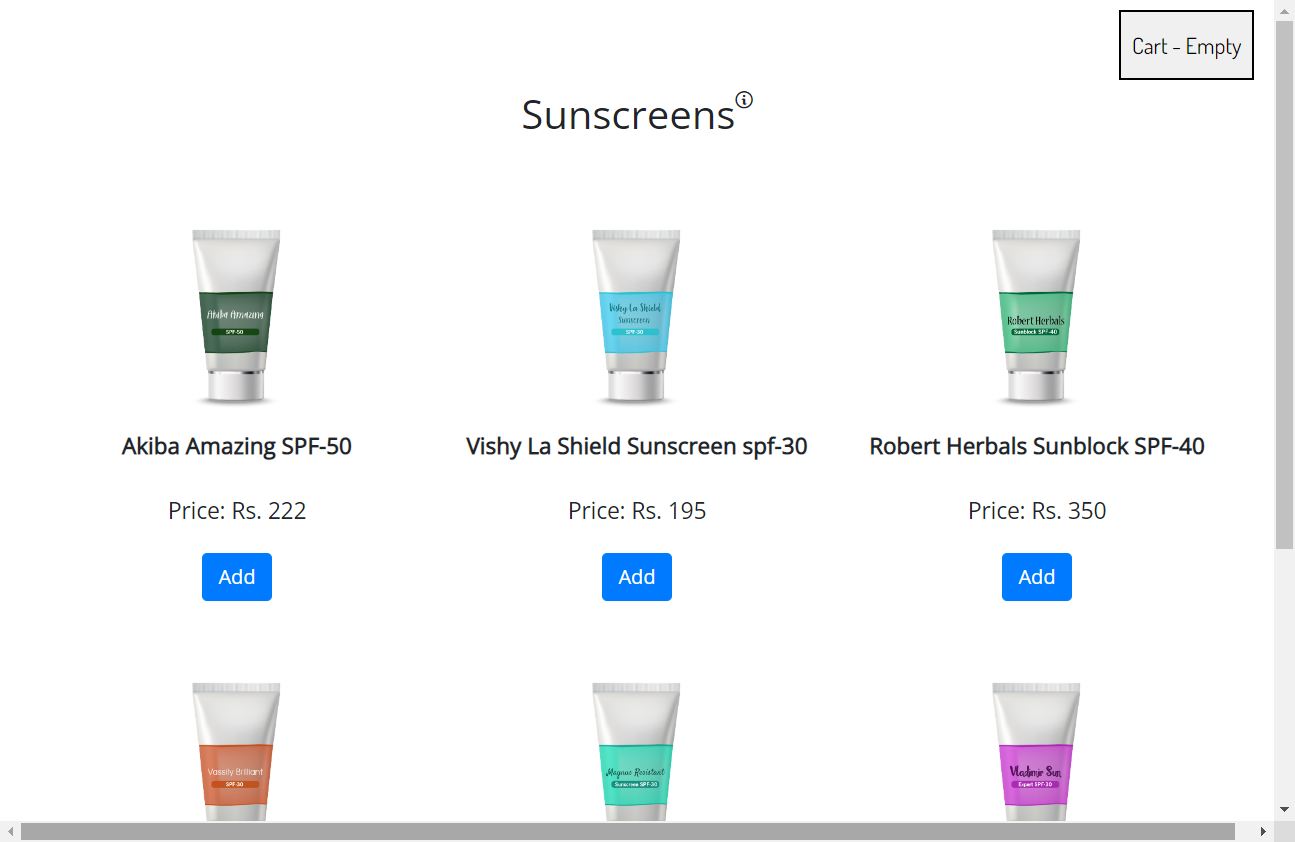 Cart - Empty
Sunscreens
Akiba Amazing
SPF-50
Vishy La Shield
Sunscreen
SPF-30
Robert Herbals
Sunblock SPF-40
Akiba Amazing SPF-50
Vishy La Shield Sunscreen spf-30
Robert Herbals Sunblock SPF-40
Price: Rs. 222
Price: Rs. 195
Price: Rs. 350
Add
Add
Add
Vassily Brilliant
SPF-30
Magnus Resistant
Sunscreen SPF-30
Vladimir Sun
Expert SPF-30